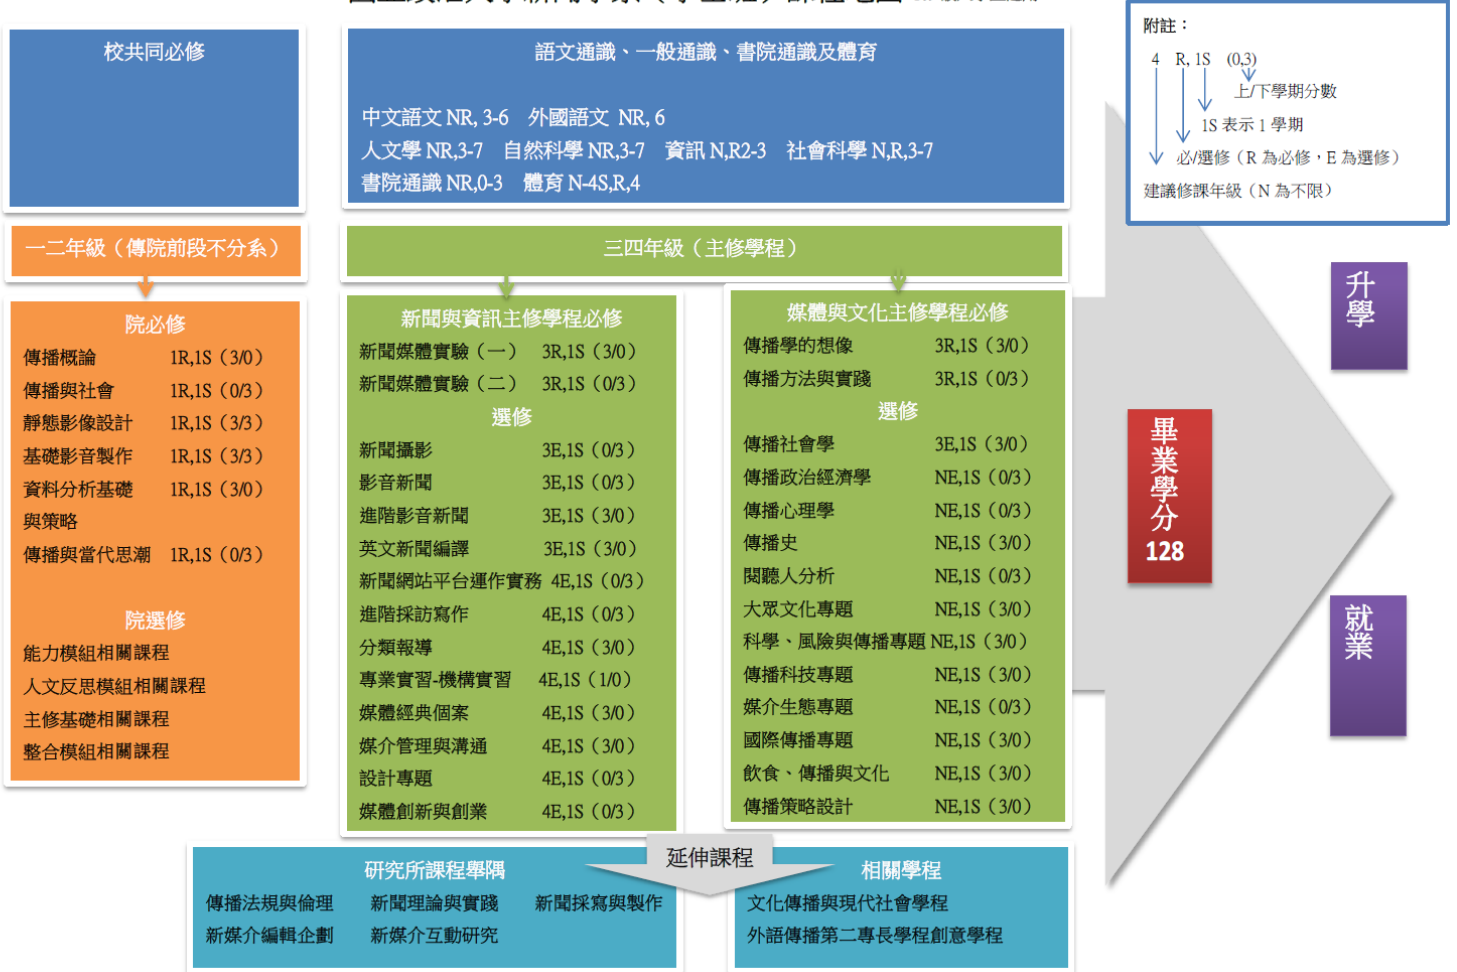 校共同必修
語文通識、一般通識、書院通識及體育
中文語文 NR, 3-6 外國語文 NR, 6
人文學 NR,3-7 自然科學 NR,3-7 資訊 N,R2-3 社會科學 N,R,3-7
書院通識 NR,0-3 體育 N-4S,R,4
附註：
4 R, 1S (0,3)
上/下學期分數
1S 表示 1 學期
必/選修（R 為必修，E 為選修）
建議修課年級（N 為不限）
一二年級（傳院前段不分系）
三四年級（主修學程）
院必修
傳播概論 1R,1S（3/0）
傳播與社會 1R,1S（0/3）
靜態影像設計 1R,1S（3/3）
基礎影音製作 1R,1S（3/3）
資料分析基礎 1R,1S（3/0）
與策略
傳播與當代思潮 1R,1S（0/3）
院選修
能力模組相關課程
人文反思模組相關課程
主修基礎相關課程
整合模組相關課程
新聞與資訊主修學程必修
新聞媒體實驗（一） 3R,1S（3/0）
新聞媒體實驗（二） 3R,1S（0/3）
選修
新聞攝影 3E,1S（0/3）
影音新聞 3E,1S（0/3）
進階影音新聞 3E,1S（3/0）
英文新聞編譯 3E,1S（3/0）
新聞網站平台運作實務 4E,1S（0/3）
進階採訪寫作 4E,1S（0/3）
分類報導 4E,1S（3/0）
專業實習-機構實習 4E,1S（1/0）
媒體經典個案 4E,1S（3/0）
媒介管理與溝通 4E,1S（3/0）
設計專題 4E,1S（0/3）
媒體創新與創業 4E,1S（0/3）
媒體與文化主修學程必修
傳播學的想像 3R,1S（3/0）
傳播方法與實踐 3R,1S（0/3）
選修
傳播社會學 3E,1S（3/0）
傳播政治經濟學 NE,1S（0/3）
傳播心理學 NE,1S（0/3）
傳播史 NE,1S（3/0）
閱聽人分析 NE,1S（0/3）
大眾文化專題 NE,1S（3/0）
科學、風險與傳播專題 NE,1S（3/0）
傳播科技專題 NE,1S（3/0）
媒介生態專題 NE,1S（0/3）
國際傳播專題 NE,1S（3/0）
飲食、傳播與文化 NE,1S（3/0）
傳播策略設計 NE,1S（3/0）
畢業學分
128
升學
就業
延伸課程
研究所課程舉隅
傳播法規與倫理 新聞理論與實踐 新聞採寫與製作
新媒介編輯企劃 新媒介互動研究
相關學程
文化傳播與現代社會學程
外語傳播第二專長學程創意學程